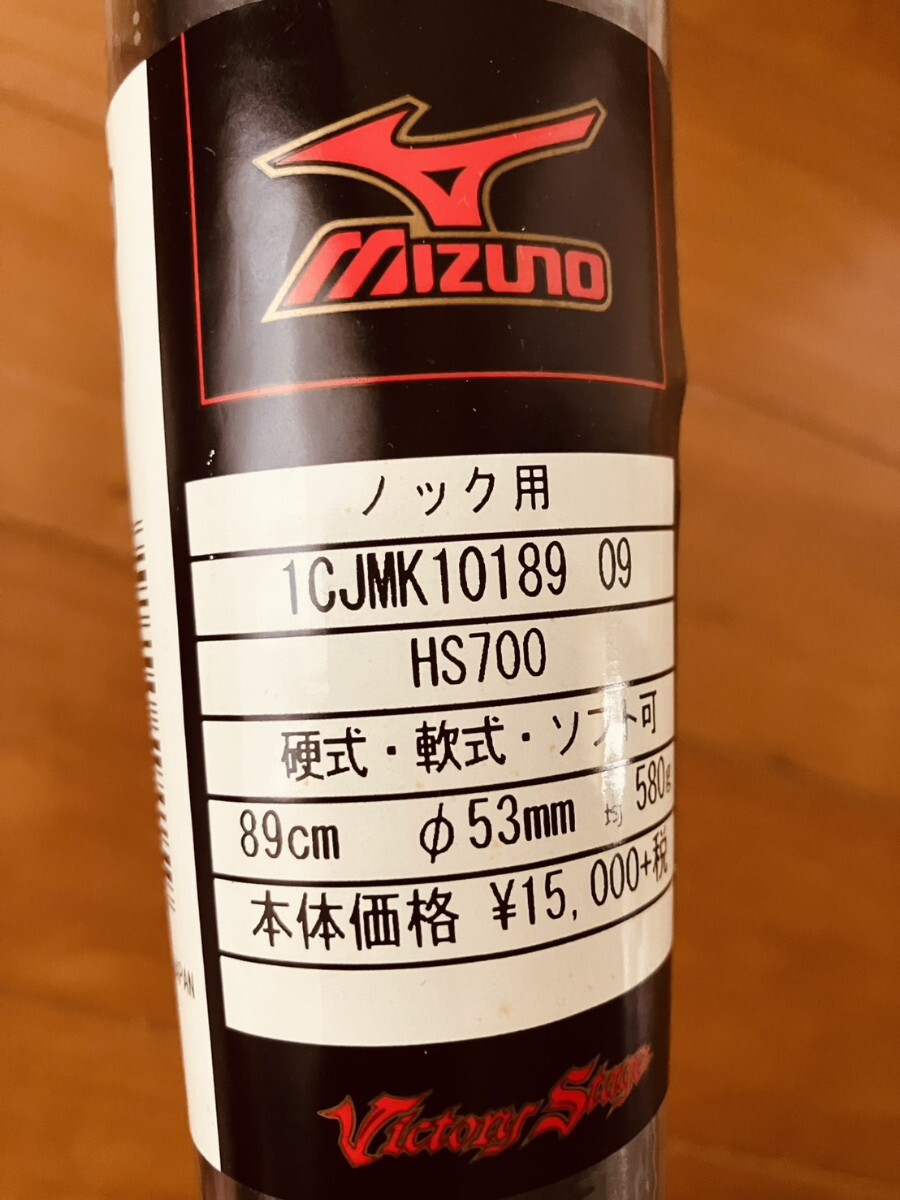 MIZUNO
ノック用
1CJMK10189 09
HS700
硬式・軟式・ソフト可
89cm φ53mm 580g
本体価格 ¥15,000+税
Victory Stage